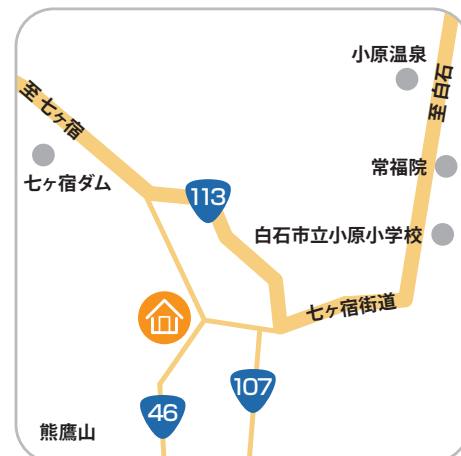 小原温泉
至 白石
至 七ヶ宿
常福院
七ヶ宿ダム
113
白石市立小原小学校
七ヶ宿街道
107
46
熊鷹山